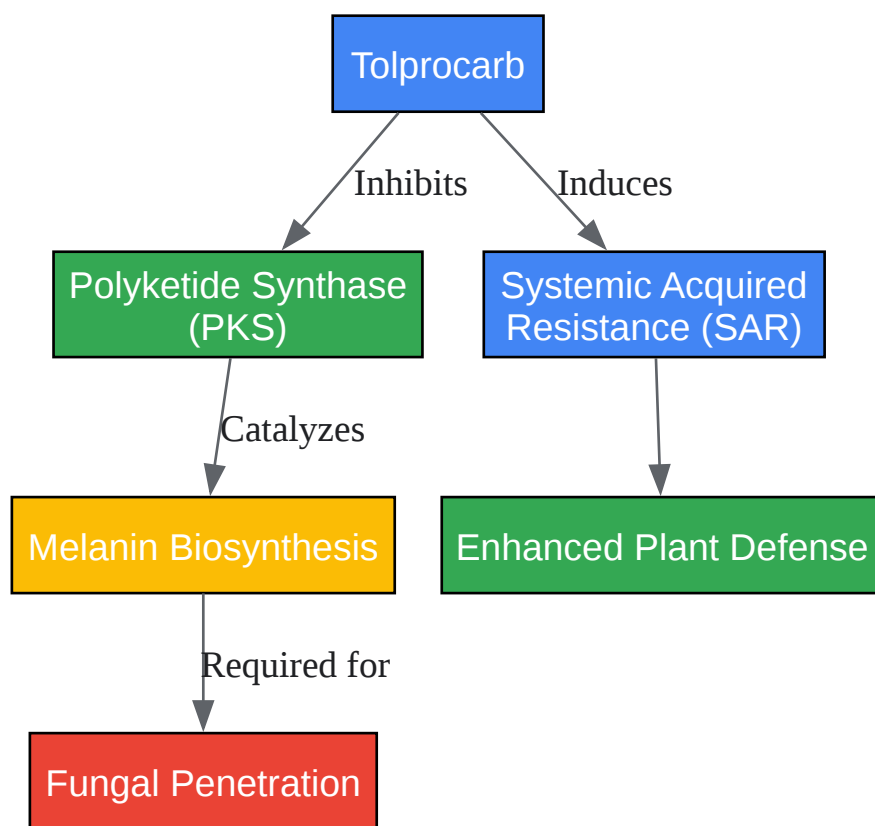 Tolprocarb
Inhibits
Induces
Polyketide Synthase
(PKS)
Systemic Acquired
Resistance (SAR)
Catalyzes
Melanin Biosynthesis
Enhanced Plant Defense
Required for
Fungal Penetration